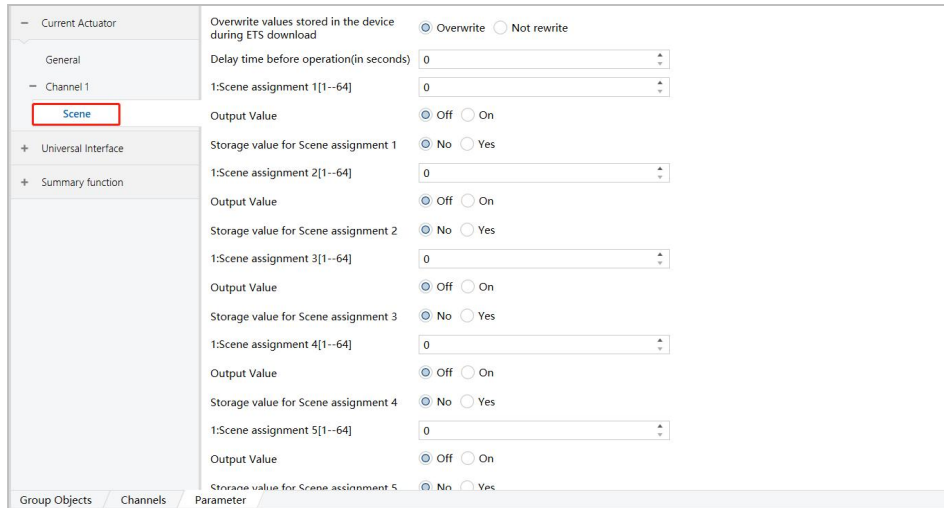 Current Actuator
General
Channel 1
Scene
Universal Interface
Summary function
Overwrite values stored in the device
during ETS download
Overwrite Not rewrite
Delay time before operation(in seconds) 0
1:Scene assignment 1[1--64] 0
Output Value Off On
Storage value for Scene assignment 1 No Yes
1:Scene assignment 2[1--64] 0
Output Value Off On
Storage value for Scene assignment 2 No Yes
1:Scene assignment 3[1--64] 0
Output Value Off On
Storage value for Scene assignment 3 No Yes
1:Scene assignment 4[1--64] 0
Output Value Off On
Storage value for Scene assignment 4 No Yes
1:Scene assignment 5[1--64] 0
Output Value Off On
Storage value for Scene assignment 5 No Yes
Group Objects Channels Parameter